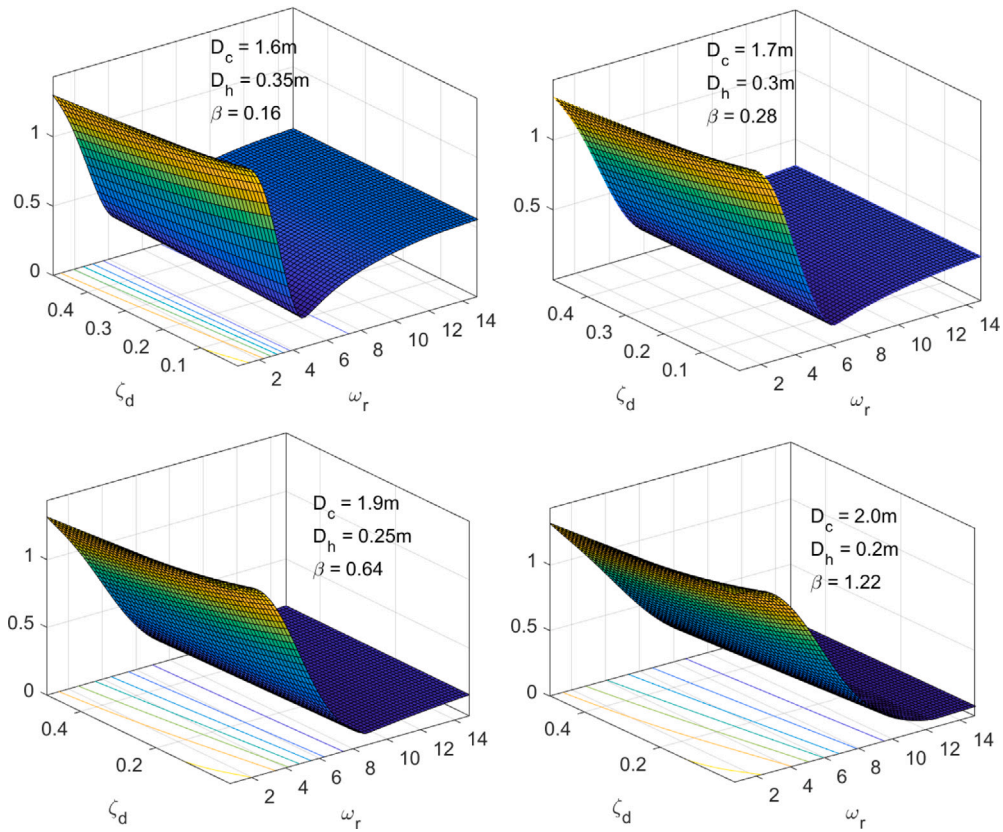 D_c = 1.6m
D_h = 0.35m
β = 0.16
1
0.5
0
0.4
0.3
0.2
0.1
ζ_d
2 4 6 8 10 12 14
ω_r
D_c = 1.7m
D_h = 0.3m
β = 0.28
1
0.5
0.4
0.3
0.2
0.1
ζ_d
2 4 6 8 10 12 14
ω_r
D_c = 1.9m
D_h = 0.25m
β = 0.64
1
0.5
0
0.4
0.2
ζ_d
2 4 6 8 10 12 14
ω_r
D_c = 2.0m
D_h = 0.2m
β = 1.22
1
0.5
0
0.4
0.2
ζ_d
2 4 6 8 10 12 14
ω_r